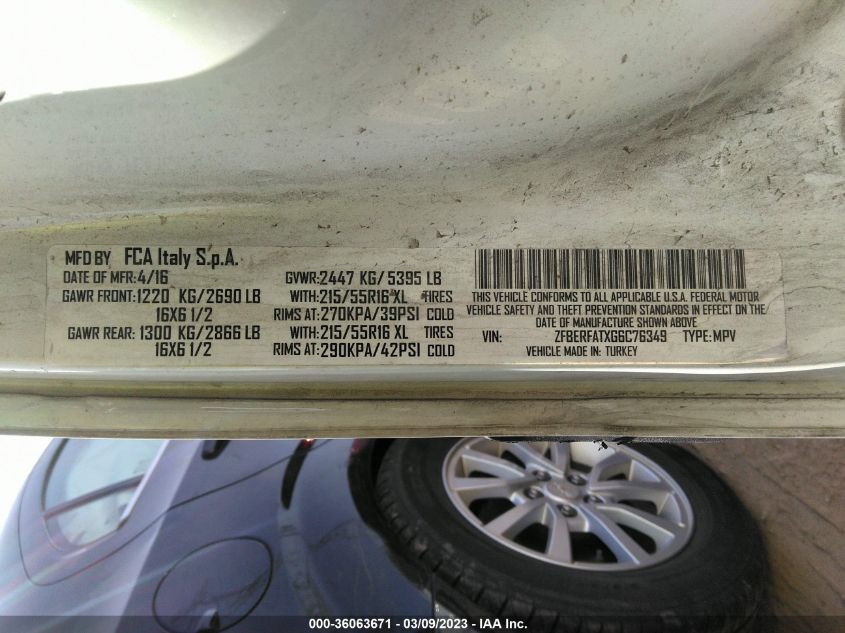 MFD BY FCA Italy S.p.A.
DATE OF MFR: 4/16 GVWR: 2447 KG/ 5395 LB
GAWR FRONT: 1220 KG/2690 LB WITH: 215/55R16 XL TIRES
16X6 1/2 RIMS AT: 270KPA/39PSI COLD
GAWR REAR: 1300 KG/2866 LB WITH: 215/55R16 XL TIRES
16X6 1/2 RIMS AT: 290KPA/42PSI COLD
THIS VEHICLE CONFORMS TO ALL APPLICABLE U.S.A. FEDERAL MOTOR
VEHICLE SAFETY AND THEFT PREVENTION STANDARDS IN EFFECT ON THE
DATE OF MANUFACTURE SHOWN ABOVE
VIN: ZFBERFATXG6C76349 TYPE: MPV
VEHICLE MADE IN: TURKEY
000-36063671 - 03/09/2023 - IAA Inc.